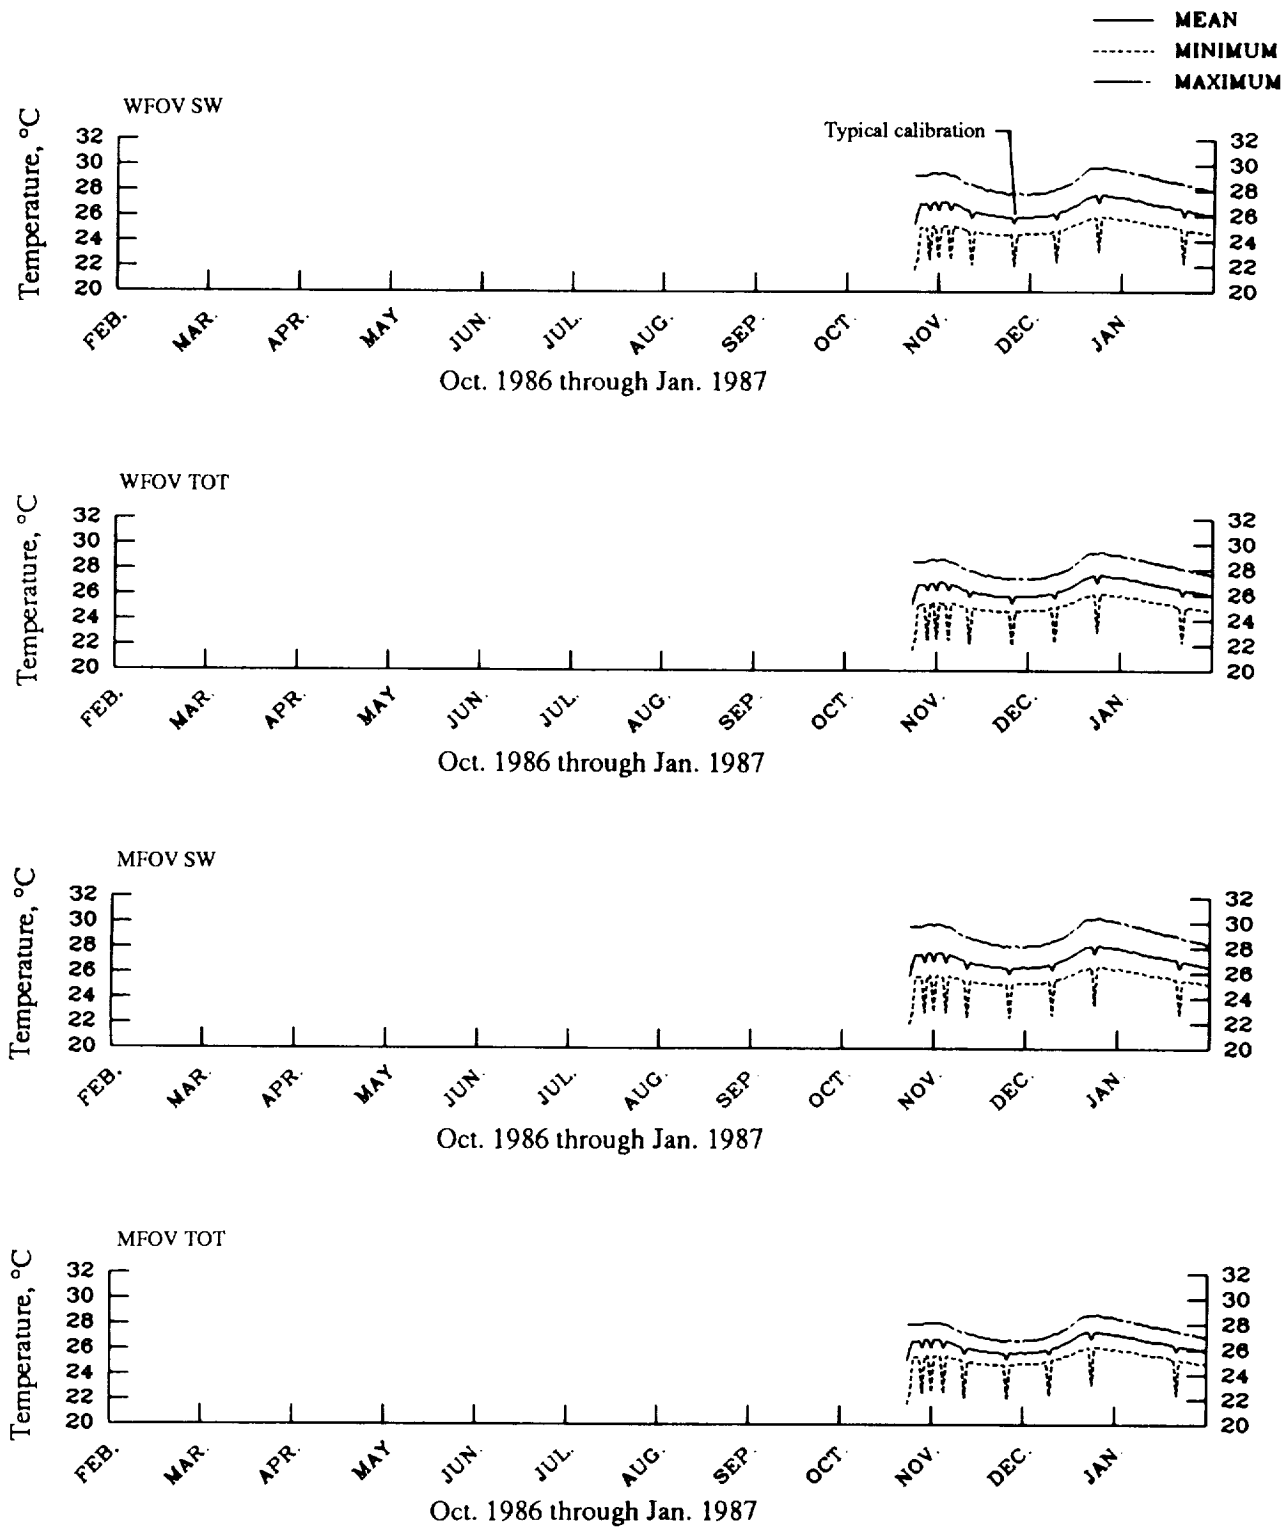 MEAN
MINIMUM
MAXIMUM
WFOV SW
Typical calibration
Temperature, °C
32 32
30 30
28 28
26 26
24 24
22 22
20 20
FEB. MAR. APR. MAY JUN. JUL. AUG. SEP. OCT. NOV. DEC. JAN.
Oct. 1986 through Jan. 1987
WFOV TOT
Temperature, °C
32 32
30 30
28 28
26 26
24 24
22 22
20 20
FEB. MAR. APR. MAY JUN. JUL. AUG. SEP. OCT. NOV. DEC. JAN.
Oct. 1986 through Jan. 1987
MFOV SW
Temperature, °C
32 32
30 30
28 28
26 26
24 24
22 22
20 20
FEB. MAR. APR. MAY JUN. JUL. AUG. SEP. OCT. NOV. DEC. JAN.
Oct. 1986 through Jan. 1987
MFOV TOT
Temperature, °C
32 32
30 30
28 28
26 26
24 24
22 22
20 20
FEB. MAR. APR. MAY JUN. JUL. AUG. SEP. OCT. NOV. DEC. JAN.
Oct. 1986 through Jan. 1987